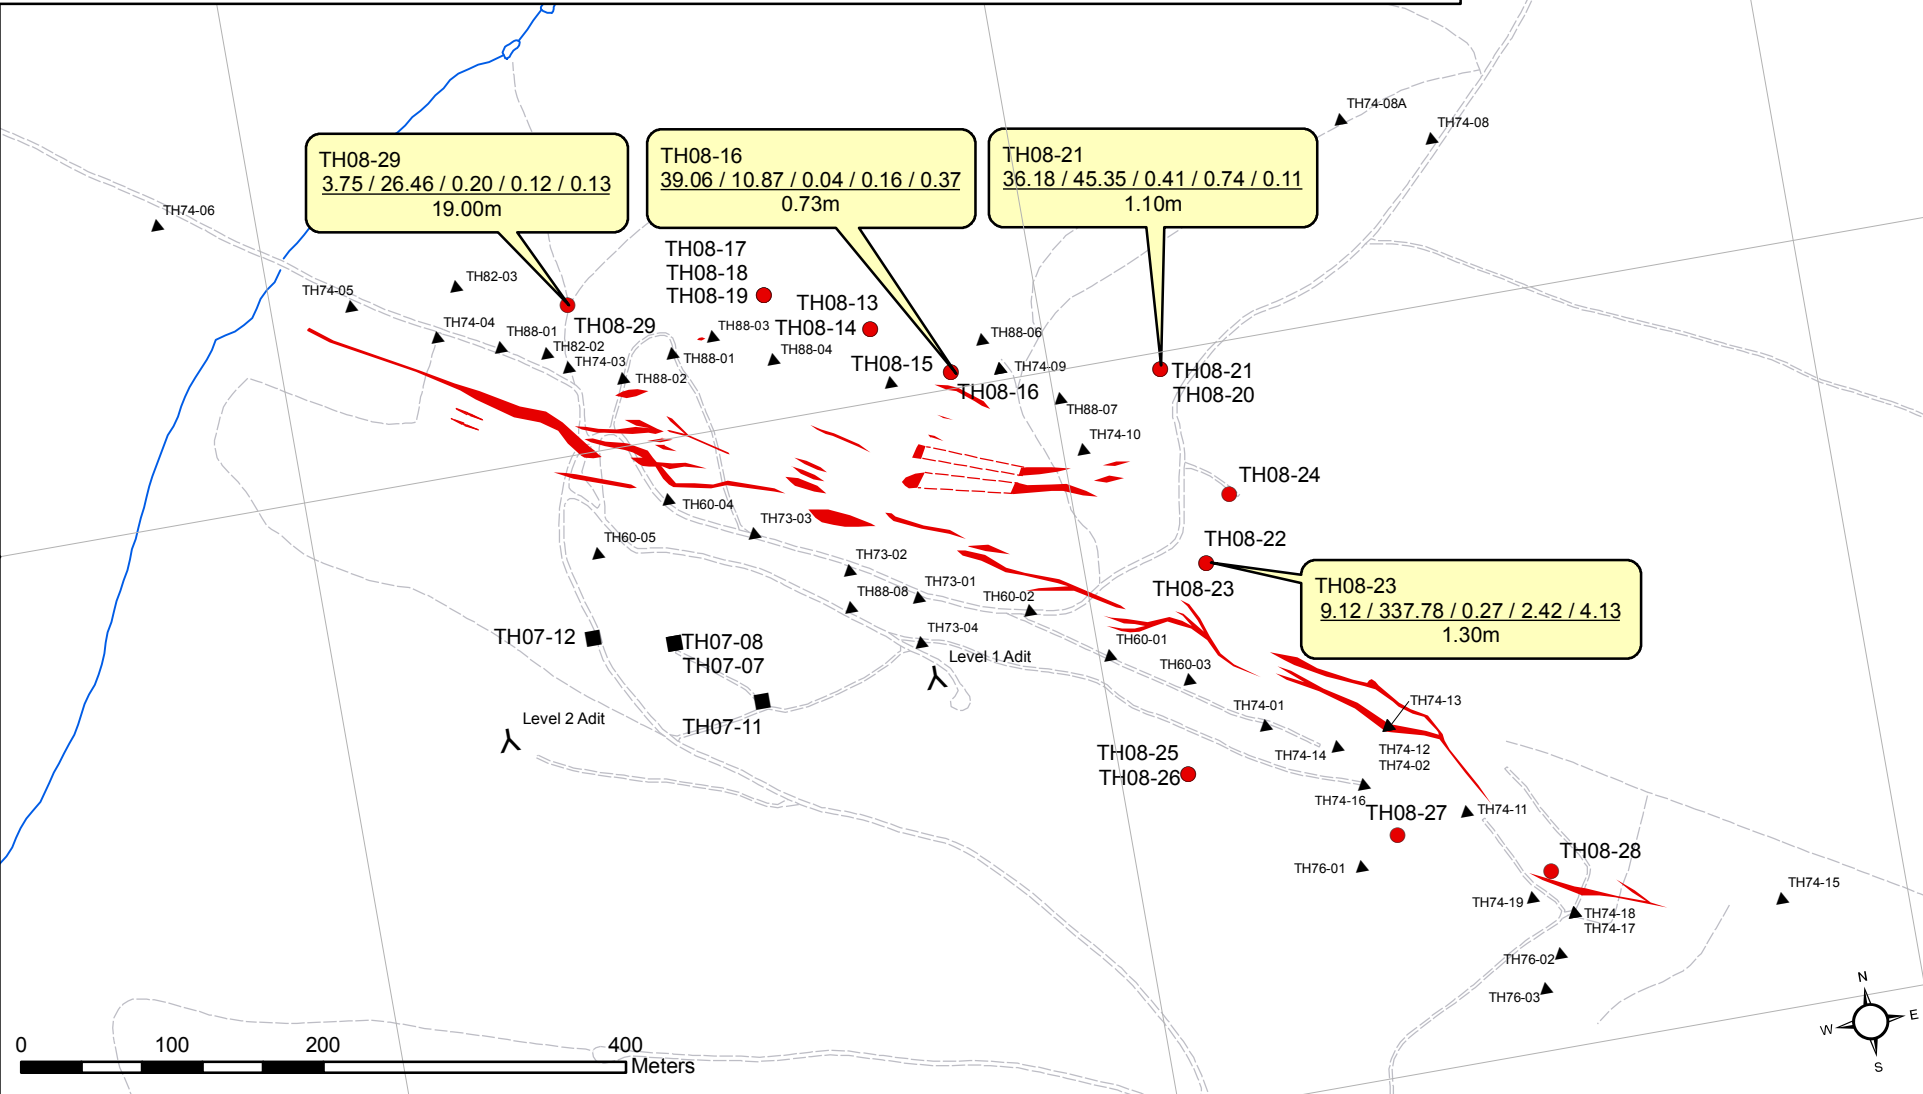 TH74-08A
TH74-08
TH08-29
3.75 / 26.46 / 0.20 / 0.12 / 0.13
19.00m
TH08-16
39.06 / 10.87 / 0.04 / 0.16 / 0.37
0.73m
TH08-21
36.18 / 45.35 / 0.41 / 0.74 / 0.11
1.10m
TH74-06
TH08-17
TH08-18
TH08-19
TH82-03
TH74-05
TH08-13
TH08-14
TH74-04
TH88-01
TH08-29
TH82-02
TH74-03
TH88-03
TH88-01
TH88-04
TH88-02
TH88-06
TH08-15
TH74-09
TH08-16
TH08-21
TH08-20
TH88-07
TH74-10
TH08-24
TH60-04
TH73-03
TH60-05
TH08-22
TH73-02
TH08-23
TH73-01
TH88-08
TH60-02
TH08-23
9.12 / 337.78 / 0.27 / 2.42 / 4.13
1.30m
TH07-12
TH07-08
TH07-07
TH73-04
Level 1 Adit
TH60-01
TH60-03
TH07-11
Level 2 Adit
TH74-01
TH74-13
TH74-14
TH74-12
TH74-02
TH08-25
TH08-26
TH74-16
TH08-27
TH74-11
TH76-01
TH08-28
TH74-15
TH74-19
TH74-18
TH74-17
TH76-02
TH76-03
N
W
E
S
0
100
200
400
Meters